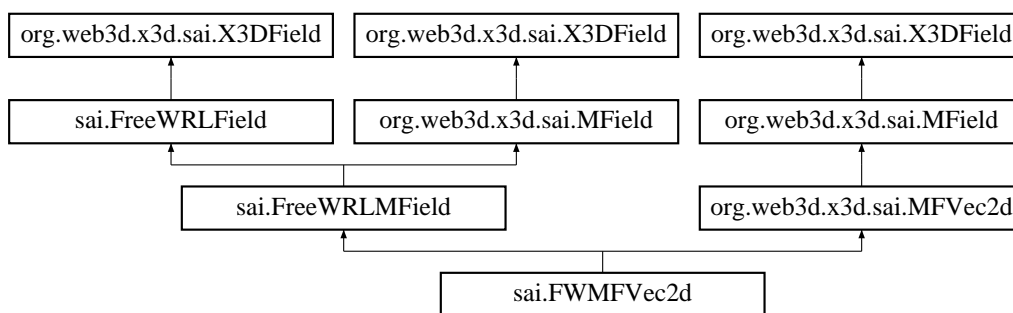 org.web3d.x3d.sai.X3DField org.web3d.x3d.sai.X3DField org.web3d.x3d.sai.X3DField
sai.FreeWRLField org.web3d.x3d.sai.MField org.web3d.x3d.sai.MField
sai.FreeWRLMField org.web3d.x3d.sai.MFVec2d
sai.FWMFVec2d